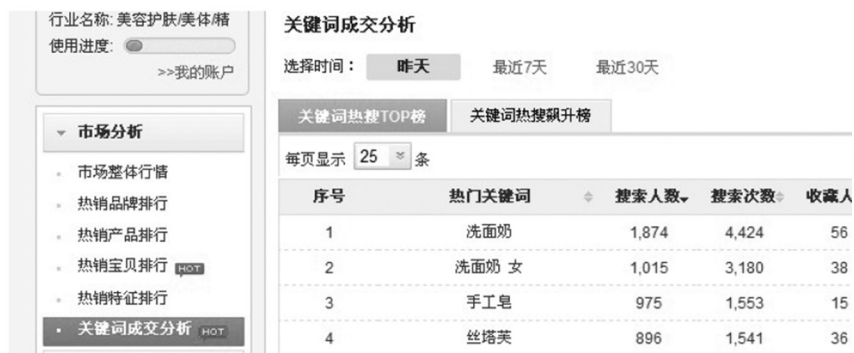 行业名称: 美容护肤/美体/精
使用进度:
>>我的账户
市场分析
市场整体行情
热销品牌排行
热销产品排行
热销宝贝排行 HOT
热销特征排行
关键词成交分析 HOT
关键词成交分析
选择时间： 昨天 最近7天 最近30天
关键词热搜TOP榜 关键词热搜飙升榜
每页显示 25 条
序号 热门关键词 搜索人数 搜索次数 收藏人
1 洗面奶 1,874 4,424 56
2 洗面奶 女 1,015 3,180 38
3 手工皂 975 1,553 15
4 丝塔芙 896 1,541 36